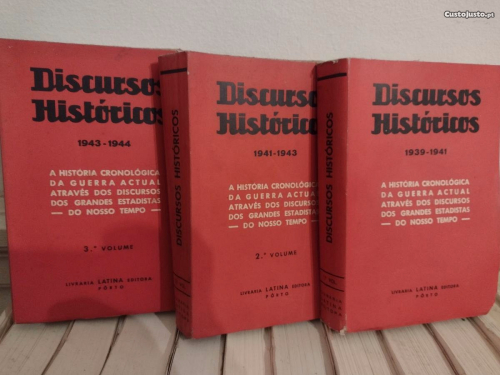 Custojusto.pt
Discursos
Históricos
1943-1944
A HISTÓRIA CRONOLÓGICA
DA GUERRA ACTUAL
ATRAVÉS DOS DISCURSOS
DOS GRANDES ESTADISTAS
— DO NOSSO TEMPO —
3.º VOLUME
LIVRARIA LATINA EDITORA
PÔRTO
DISCURSOS HISTÓRICOS
Discursos
Históricos
1941-1943
A HISTÓRIA CRONOLÓGICA
DA GUERRA ACTUAL
ATRAVÉS DOS DISCURSOS
DOS GRANDES ESTADISTAS
— DO NOSSO TEMPO —
2.º VOLUME
LIVRARIA LATINA EDITORA
PÔRTO
DISCURSOS HISTÓRICOS
Discursos
Históricos
1939-1941
A HISTÓRIA CRONOLÓGICA
DA GUERRA ACTUAL
ATRAVÉS DOS DISCURSOS
DOS GRANDES ESTADISTAS
— DO NOSSO TEMPO —
LIVRARIA LATINA EDITORA
PÔRTO